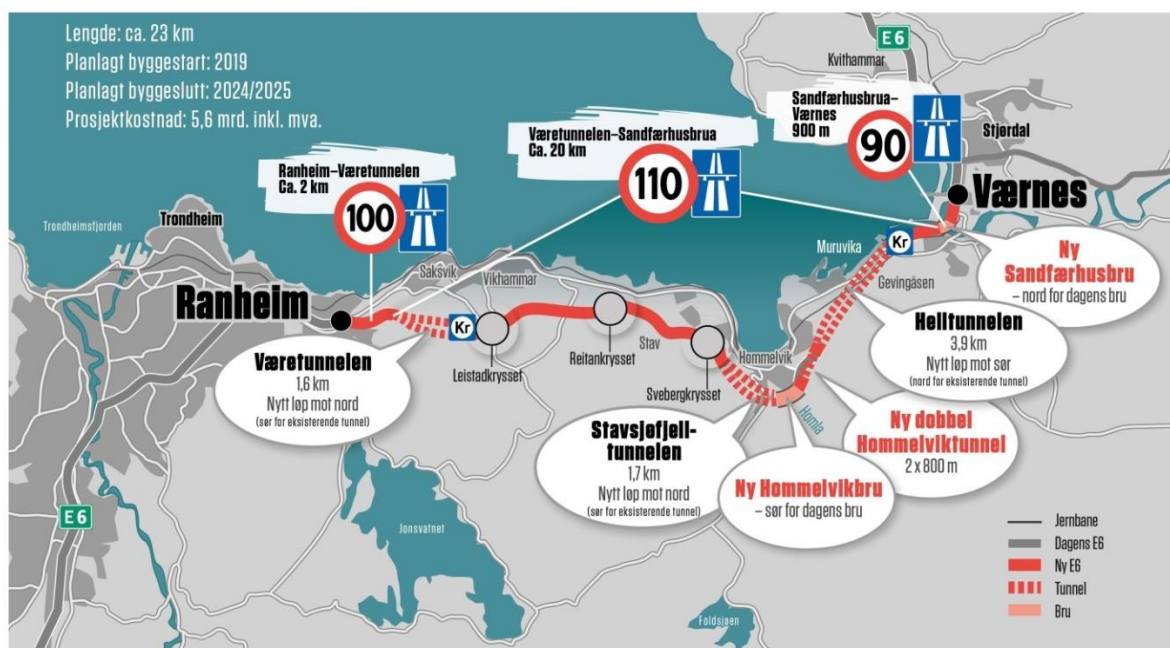 Lengde: ca. 23 km
Planlagt byggestart: 2019
Planlagt byggeslutt: 2024/2025
Prosjektkostnad: 5,6 mrd. inkl. mva.
E6
Kvithammar
Sandfærhusbrua–
Værnes
900 m
90
Stjørdal
Værnes
Væretunnelen–Sandfærhusbrua
Ca. 20 km
110
Ranheim–Væretunnelen
Ca. 2 km
100
Trondheimsfjorden
Trondheim
Saksvik
Vikhammar
Muruvika
Kr
Gevingåsen
Ny
Sandfærhusbru
– nord for dagens bru
Ranheim
Kr
Leistadkrysset
Reitankrysset
Stav
Svebergkrysset
Hommelvik
Homla
Helltunnelen
3,9 km
Nytt løp mot sør
(nord for eksisterende tunnel)
Væretunnelen
1,6 km
Nytt løp mot nord
(sør for eksisterende tunnel)
Stavsjøfjell-
tunnelen
1,7 km
Nytt løp mot nord
(sør for eksisterende tunnel)
Ny Hommelvikbru
– sør for dagens bru
Ny dobbel
Hommelviktunnel
2 x 800 m
E6
Jonsvatnet
Foldsjøen
Jernbane
Dagens E6
Ny E6
Tunnel
Bru